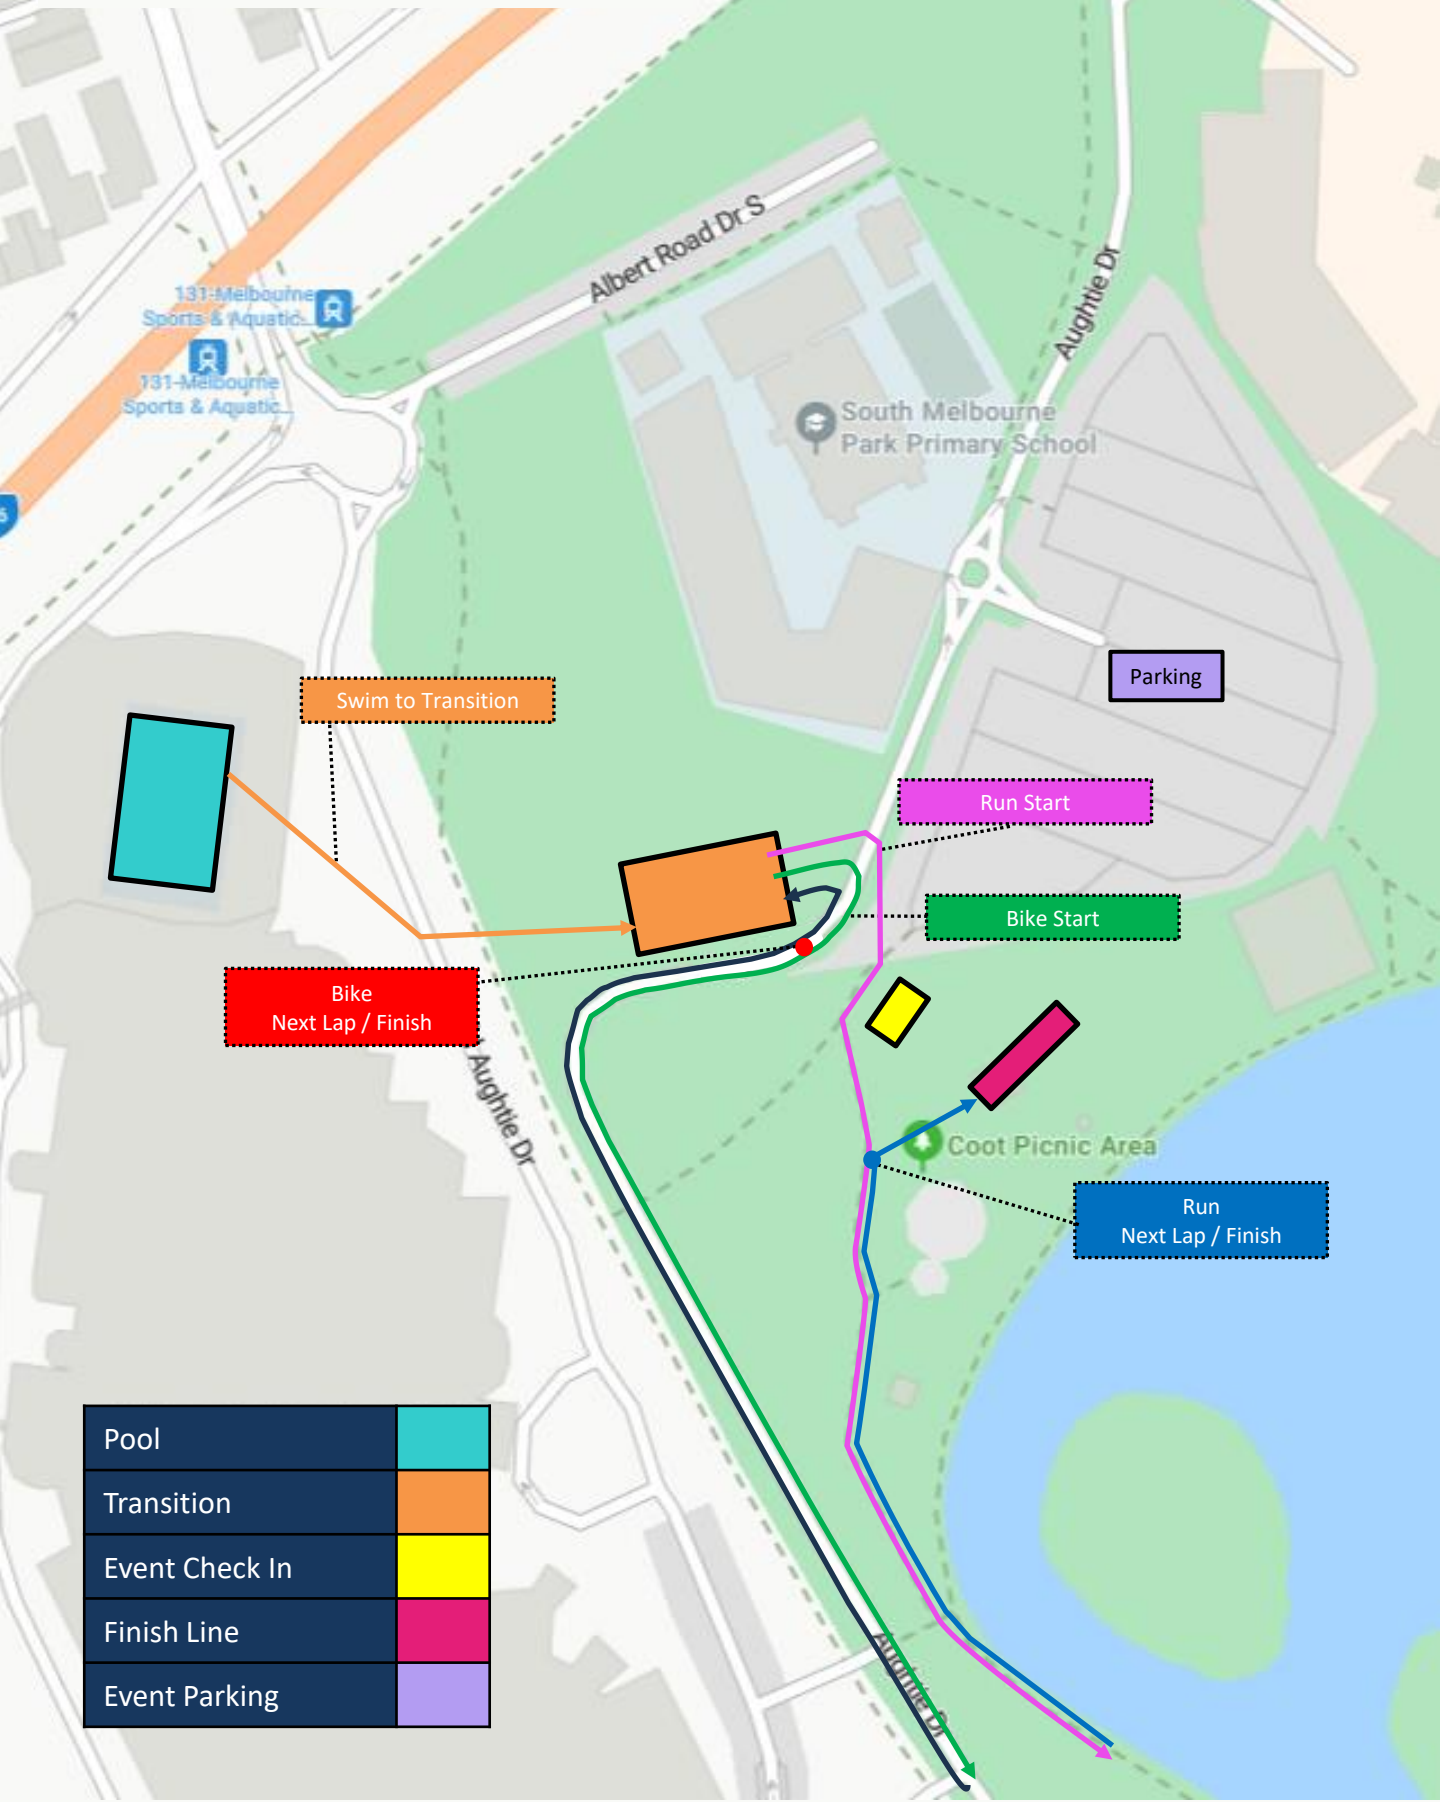 Albert Road Dr S
131-Melbourne
Sports & Aquatic...
131-Melbourne
Sports & Aquatic...
Aughtie Dr
South Melbourne
Park Primary School
Parking
Swim to Transition
Run Start
Bike Start
Bike
Next Lap / Finish
Aughtie Dr
Coot Picnic Area
Run
Next Lap / Finish
Pool
Transition
Event Check In
Finish Line
Event Parking
Aughtie Dr